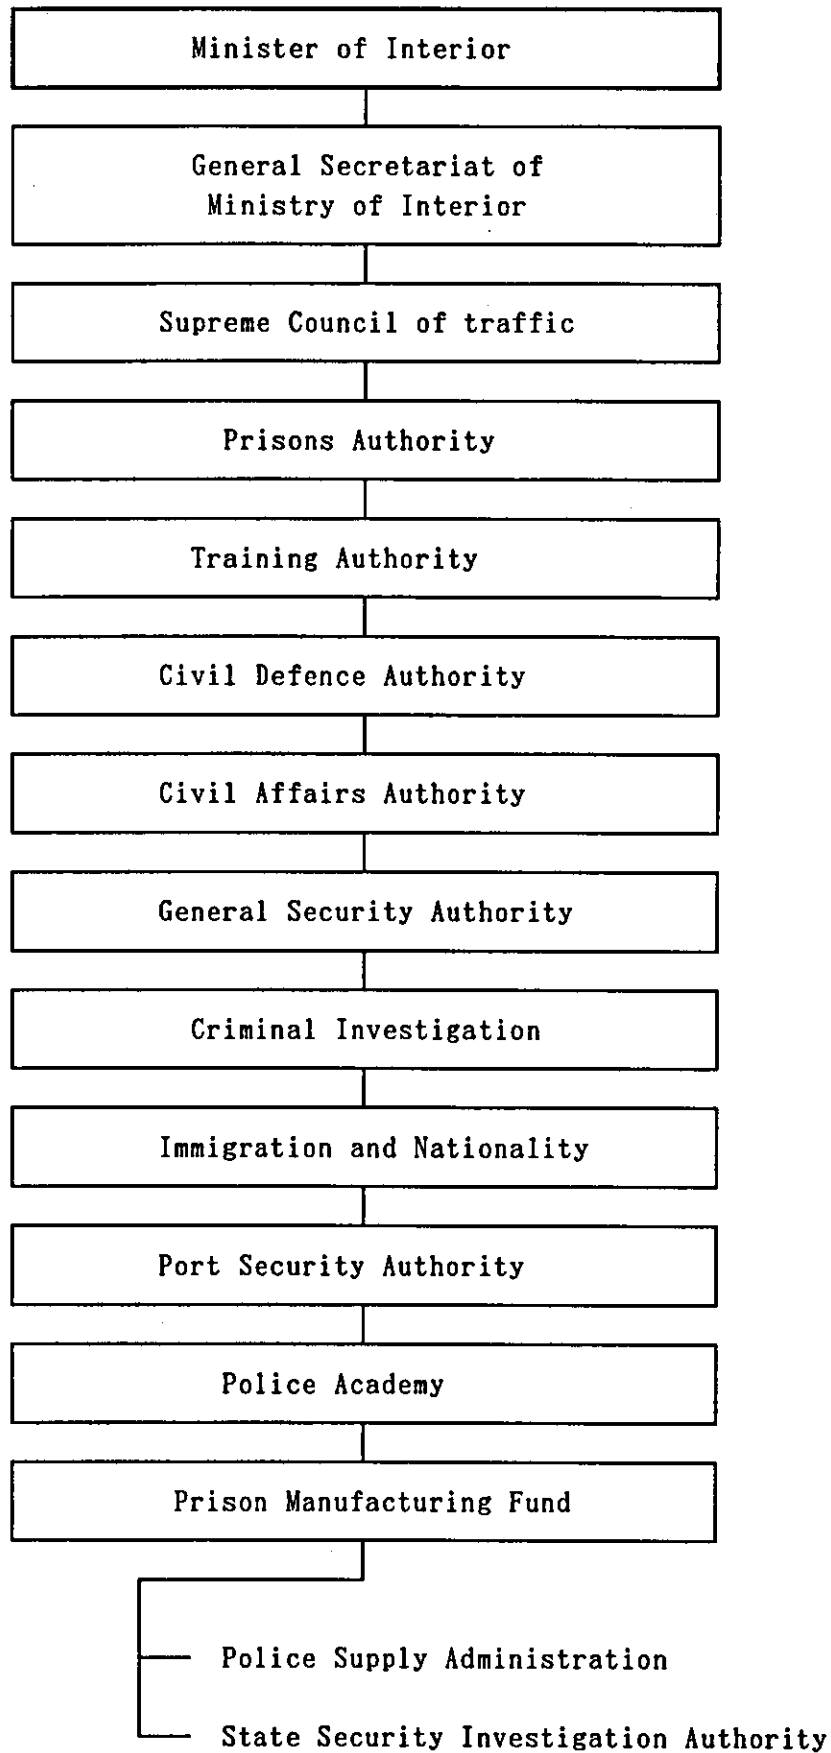 Minister of Interior
General Secretariat of
Ministry of Interior
Supreme Council of traffic
Prisons Authority
Training Authority
Civil Defence Authority
Civil Affairs Authority
General Security Authority
Criminal Investigation
Immigration and Nationality
Port Security Authority
Police Academy
Prison Manufacturing Fund
Police Supply Administration
State Security Investigation Authority